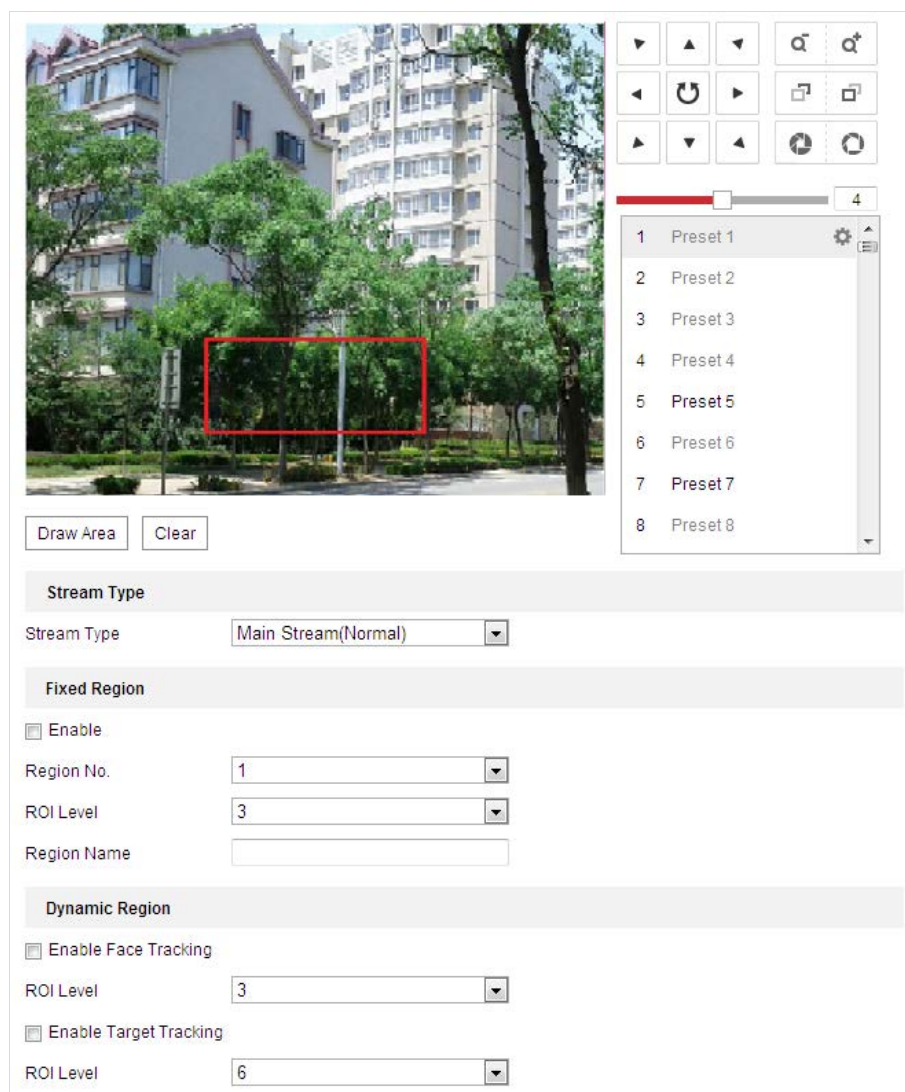 4
1 Preset 1
2 Preset 2
3 Preset 3
4 Preset 4
5 Preset 5
6 Preset 6
7 Preset 7
8 Preset 8
Draw Area Clear
Stream Type
Stream Type Main Stream(Normal)
Fixed Region
Enable
Region No. 1
ROI Level 3
Region Name
Dynamic Region
Enable Face Tracking
ROI Level 3
Enable Target Tracking
ROI Level 6